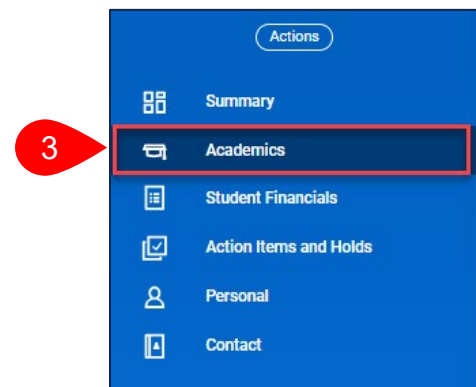 Actions
Summary
3
Academics
Student Financials
Action Items and Holds
Personal
Contact